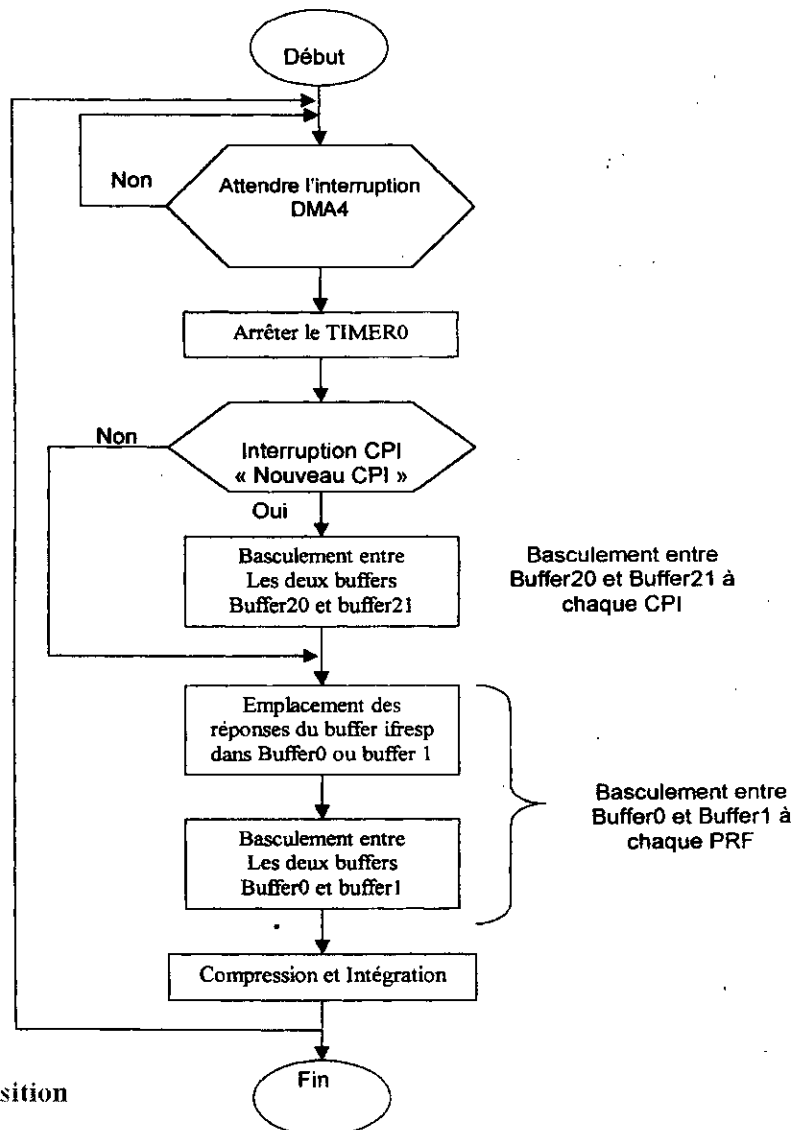 Début
Non
Attendre l'interruption
DMA4
Arrêter le TIMER0
Non
Interruption CPI
« Nouveau CPI »
Oui
Basculement entre
Les deux buffers
Buffer20 et buffer21
Basculement entre
Buffer20 et Buffer21 à
chaque CPI
Emplacement des
réponses du buffer ifresp
dans Buffer0 ou buffer 1
Basculement entre
Les deux buffers
Buffer0 et buffer1
Basculement entre
Buffer0 et Buffer1 à
chaque PRF
Compression et Intégration
Fin
sition